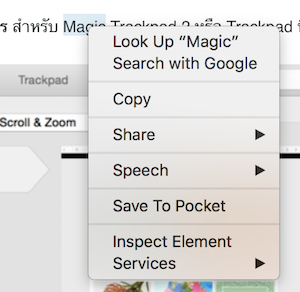 ร สำหรับ Magic Trackpad 2 หรือ Trackpad
Look Up “Magic”
Search with Google
Trackpad
Copy
Scroll & Zoom
Share
Speech
Save To Pocket
Inspect Element
Services